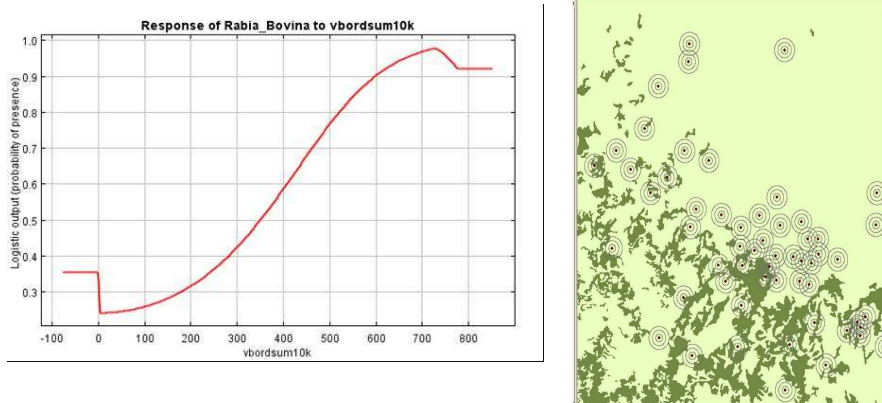 Response of Rabia_Bovina to vbordsum10k
Logistic output (probability of presence)
1.0
0.9
0.8
0.7
0.6
0.5
0.4
0.3
-100 0 100 200 300 400 500 600 700 800
vbordsum10k